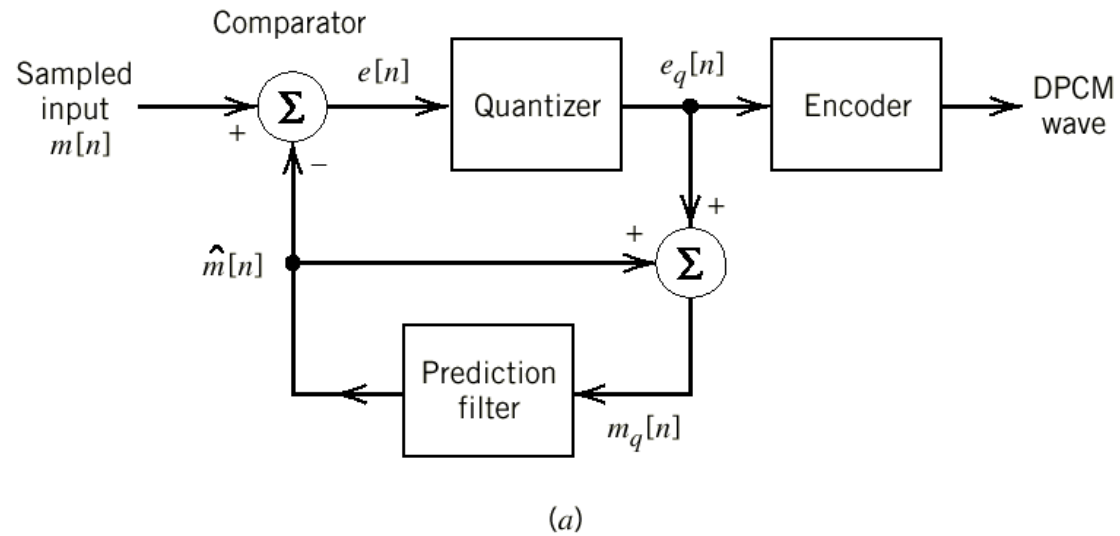 Comparator
Sampled
input
m[n]
+
Σ
−
e[n]
Quantizer
e_q[n]
Encoder
DPCM
wave
m̂[n]
+
+
Σ
Prediction
filter
m_q[n]
(a)